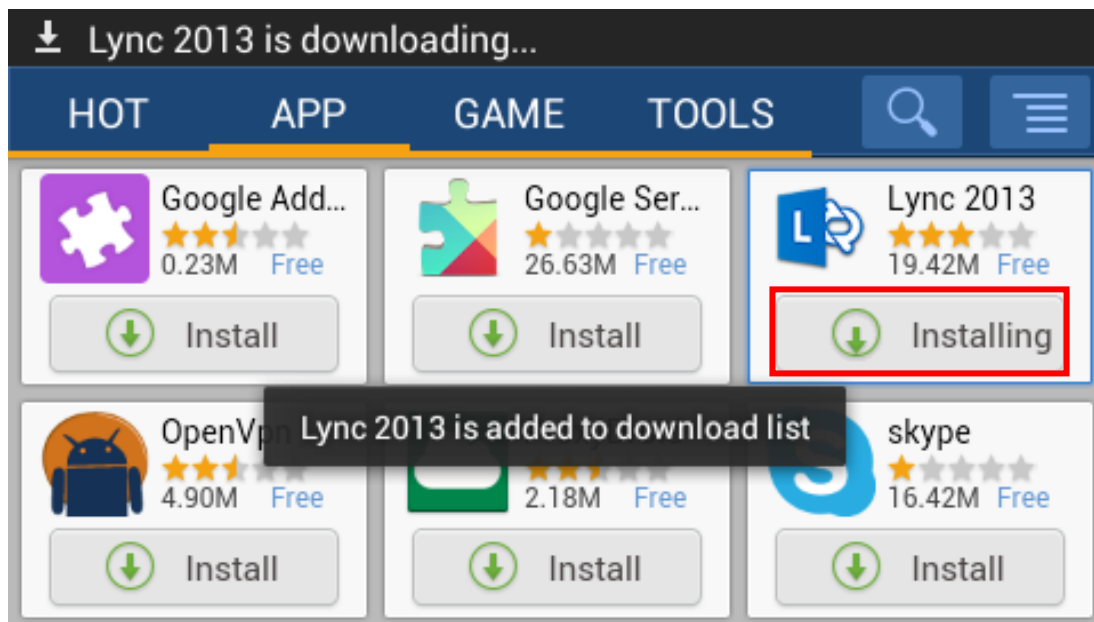 Lync 2013 is downloading...
HOT APP GAME TOOLS
Google Add...
0.23M Free
Install
Google Ser...
26.63M Free
Install
L
Lync 2013
19.42M Free
Installing
Lync 2013 is added to download list
OpenVp
4.90M Free
Install
2.18M Free
Install
S
skype
16.42M Free
Install